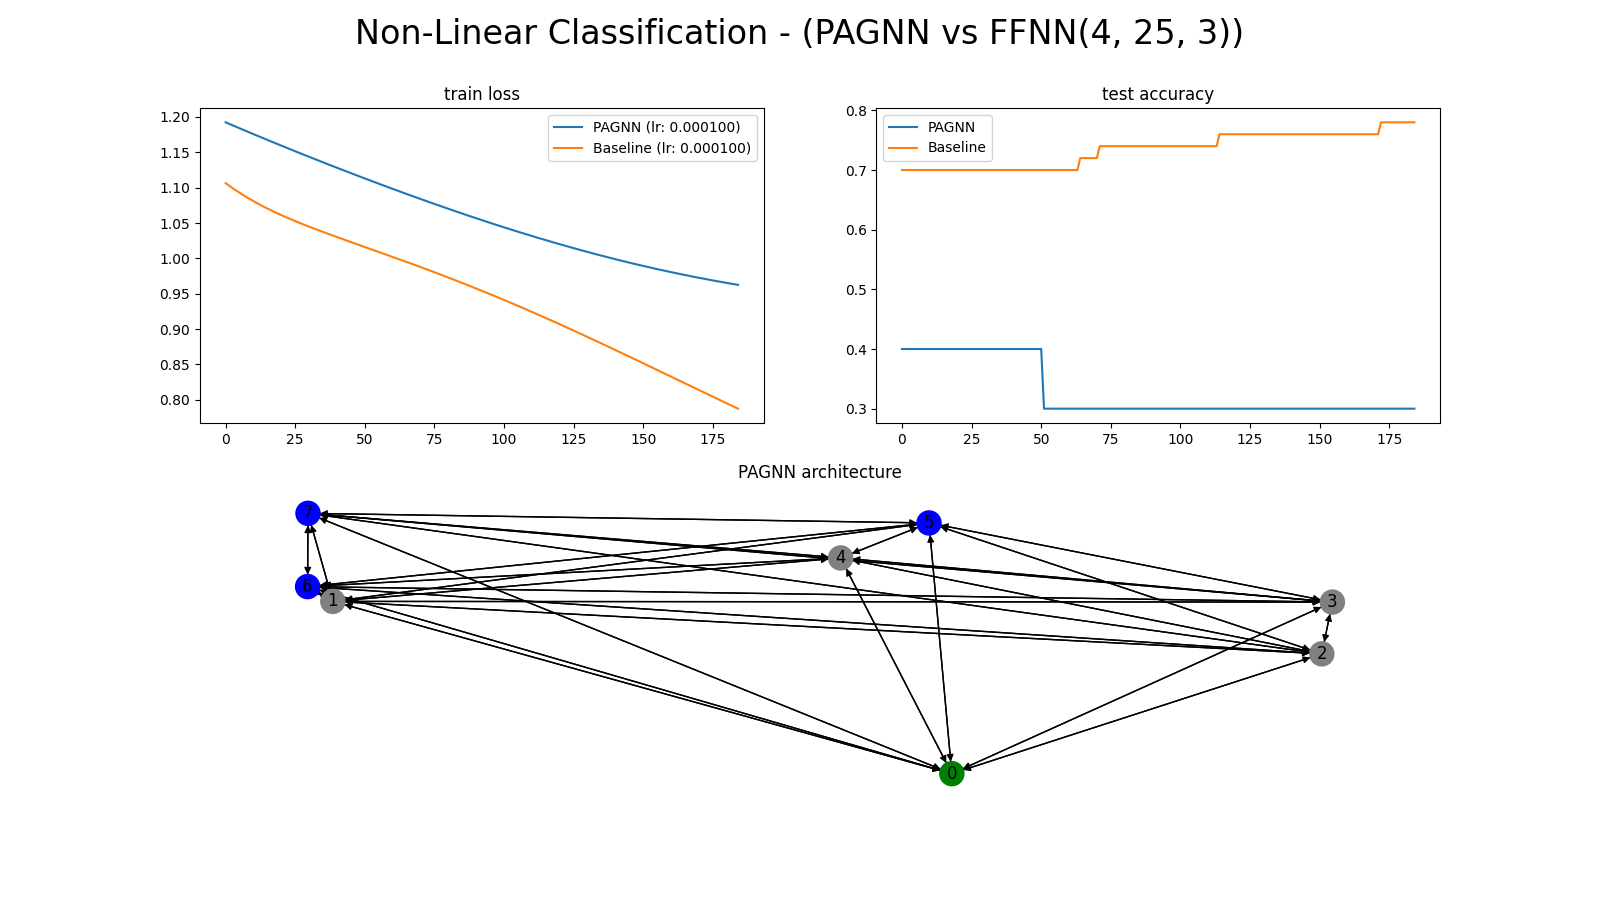 Non-Linear Classification - (PAGNN vs FFNN(4, 25, 3))
train loss
1.20
1.15
1.10
1.05
1.00
0.95
0.90
0.85
0.80
PAGNN (lr: 0.000100)
Baseline (lr: 0.000100)
0 25 50 75 100 125 150 175
test accuracy
0.8
0.7
0.6
0.5
0.4
0.3
PAGNN
Baseline
0 25 50 75 100 125 150 175
PAGNN architecture
7
5
4
6
1
3
2
0